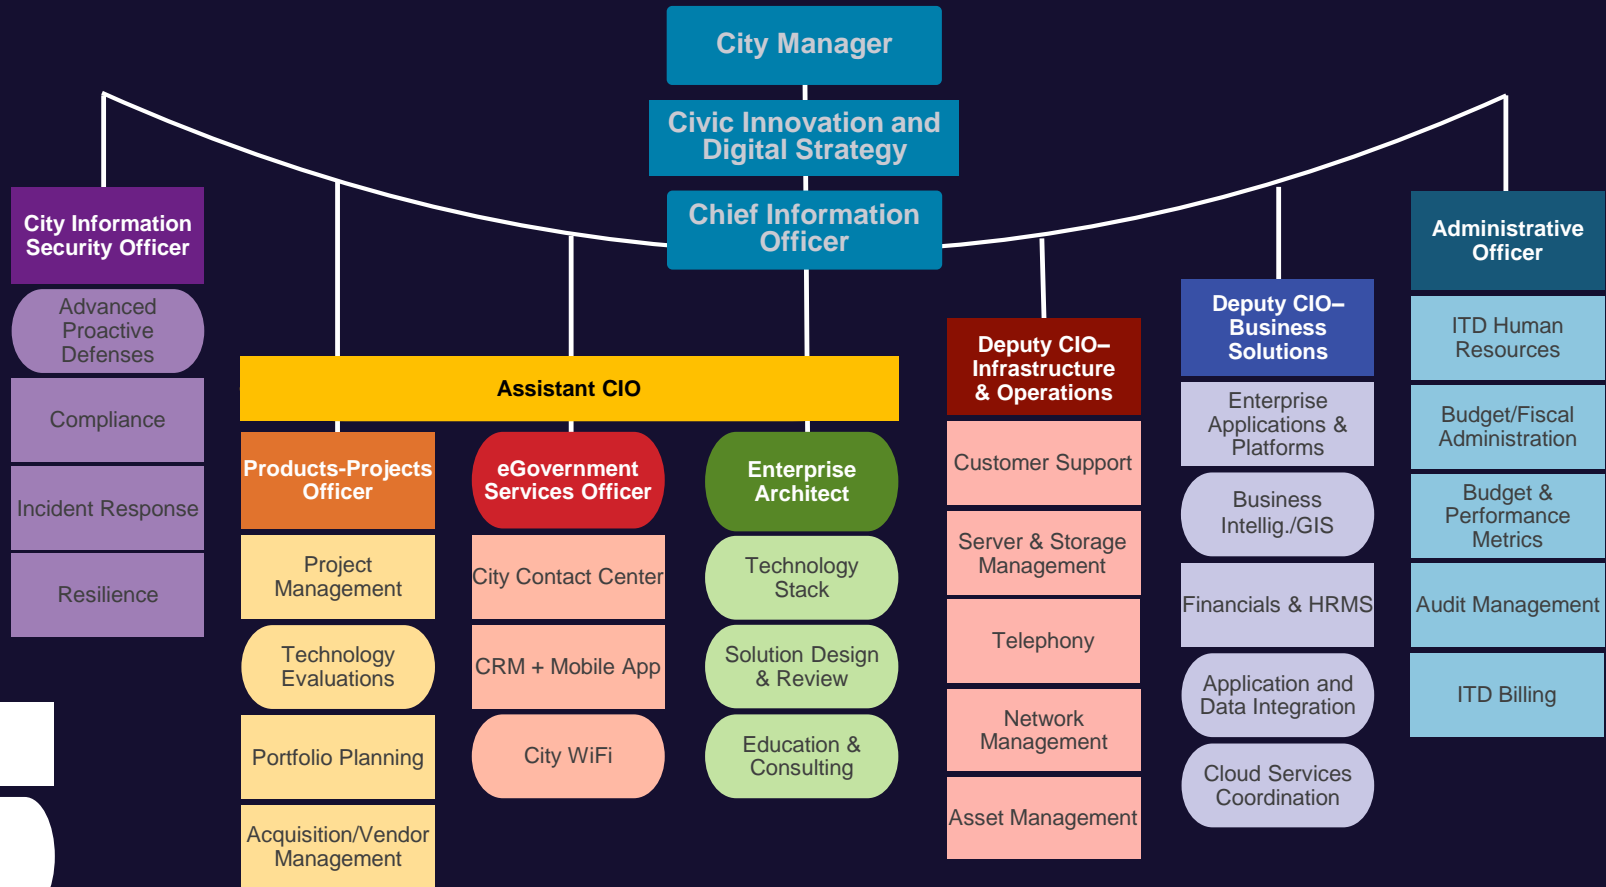 City Manager
Civic Innovation and
Digital Strategy
Chief Information
Officer
City Information
Security Officer
Advanced
Proactive
Defenses
Compliance
Incident Response
Resilience
Assistant CIO
Products-Projects
Officer
Project
Management
Technology
Evaluations
Portfolio Planning
Acquisition/Vendor
Management
eGovernment
Services Officer
City Contact Center
CRM + Mobile App
City WiFi
Enterprise
Architect
Technology
Stack
Solution Design
& Review
Education &
Consulting
Deputy CIO–
Infrastructure
& Operations
Customer Support
Server & Storage
Management
Telephony
Network
Management
Asset Management
Deputy CIO–
Business
Solutions
Enterprise
Applications &
Platforms
Business
Intellig./GIS
Financials & HRMS
Application and
Data Integration
Cloud Services
Coordination
Administrative
Officer
ITD Human
Resources
Budget/Fiscal
Administration
Budget &
Performance
Metrics
Audit Management
ITD Billing